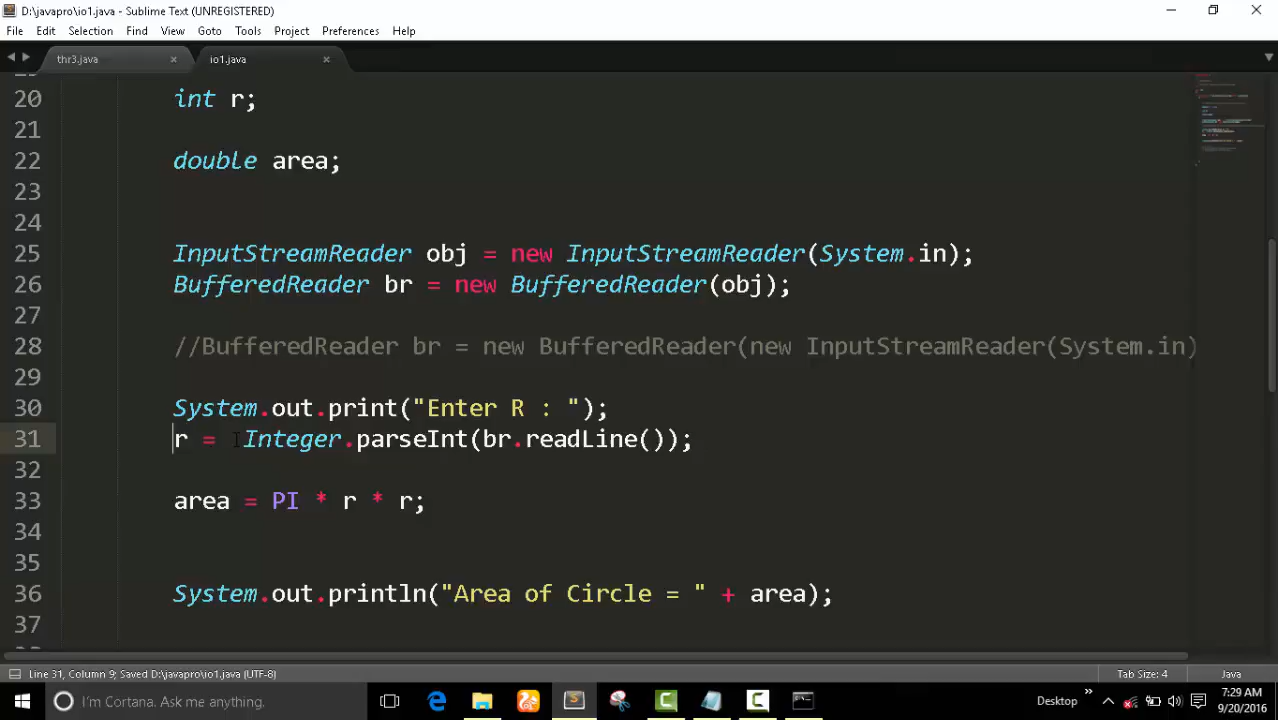 D:\javapro\io1.java - Sublime Text (UNREGISTERED)
File Edit Selection Find View Goto Tools Project Preferences Help
thr3.java × io1.java ×
20 int r;
21
22 double area;
23
24
25 InputStreamReader obj = new InputStreamReader(System.in);
26 BufferedReader br = new BufferedReader(obj);
27
28 //BufferedReader br = new BufferedReader(new InputStreamReader(System.in)
29
30 System.out.print("Enter R : ");
31 r = Integer.parseInt(br.readLine());
32
33 area = PI * r * r;
34
35
36 System.out.println("Area of Circle = " + area);
37
Line 31, Column 9; Saved D:\javapro\io1.java (UTF-8) Tab Size: 4 Java
I'm Cortana. Ask me anything. Desktop 7:29 AM
9/20/2016